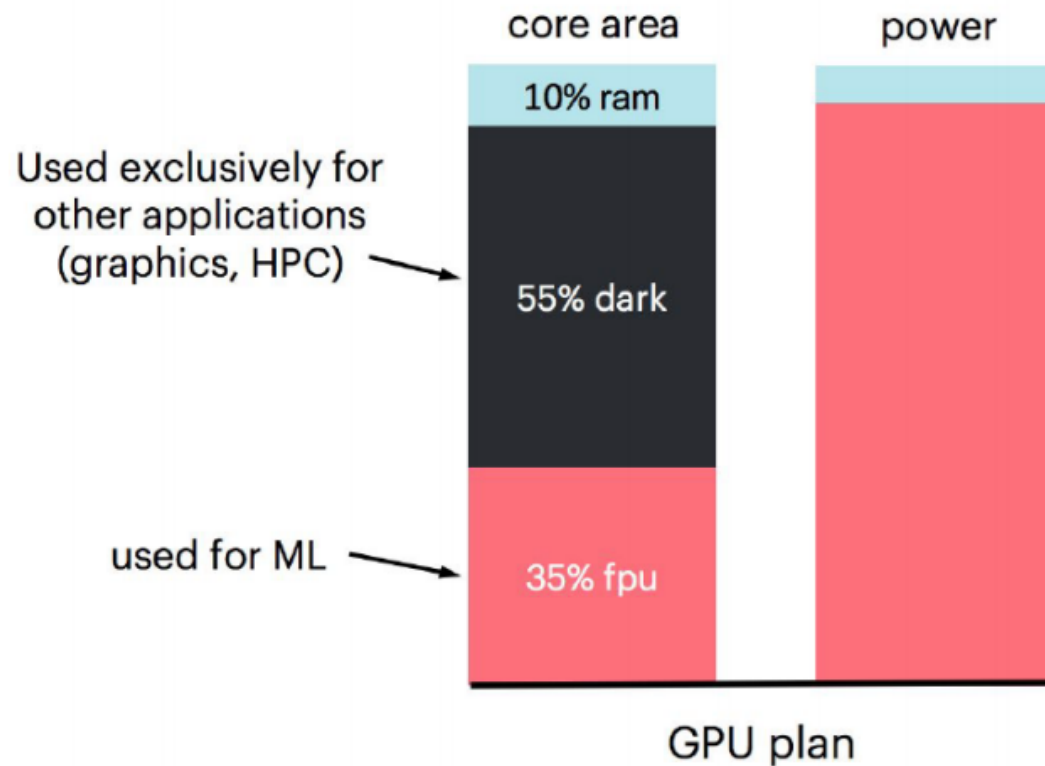 core area
power
10% ram
Used exclusively for
other applications
(graphics, HPC)
55% dark
used for ML
35% fpu
GPU plan